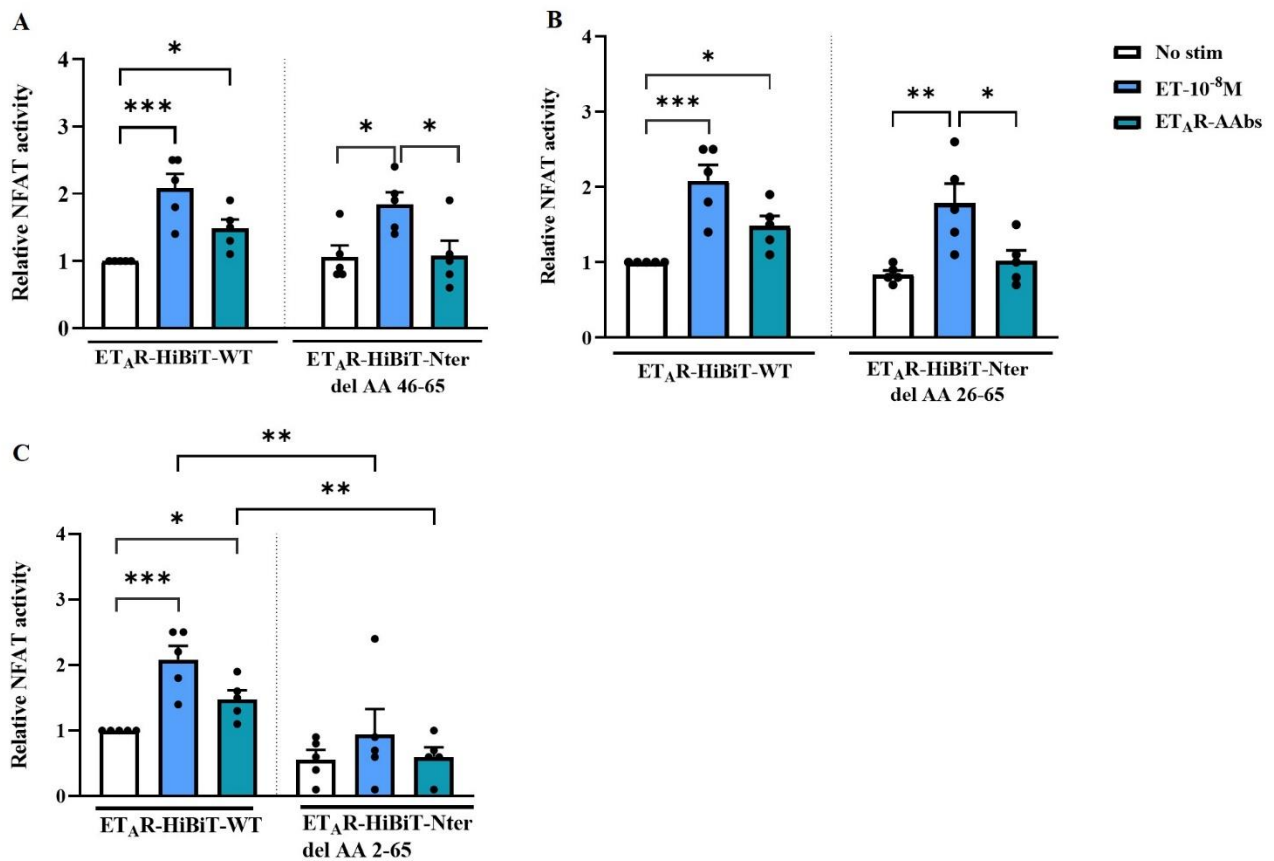 A
Relative NFAT activity
4
3
2
1
0
*
***
*
*
ETAR-HiBiT-WT
ETAR-HiBiT-Nter
del AA 46-65
B
Relative NFAT activity
4
3
2
1
0
*
***
**
*
ETAR-HiBiT-WT
ETAR-HiBiT-Nter
del AA 26-65
No stim
ET-10⁻⁸M
ETAR-AAbs
C
Relative NFAT activity
4
3
2
1
0
**
**
*
***
ETAR-HiBiT-WT
ETAR-HiBiT-Nter
del AA 2-65